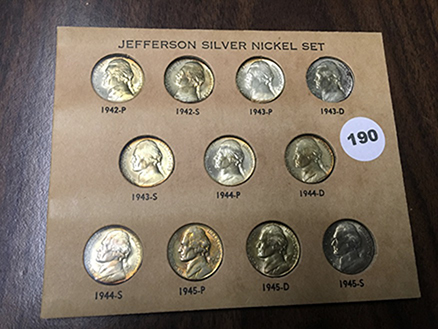 JEFFERSON SILVER NICKEL SET
1942-P 1942-S 1943-P 1943-D
190
1943-S 1944-P 1944-D
1944-S 1945-P 1945-D 1945-S